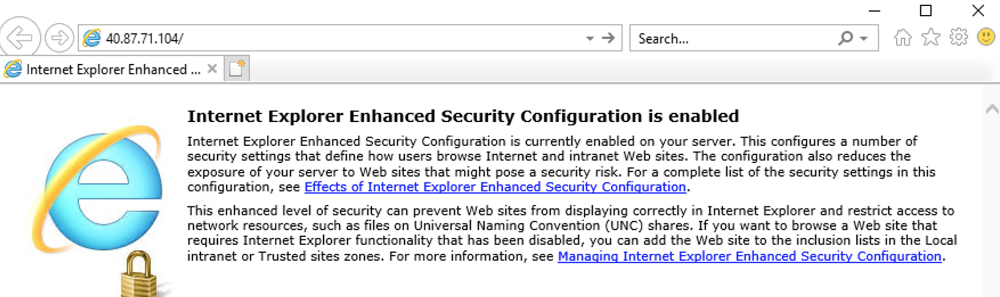 40.87.71.104/
Search...
Internet Explorer Enhanced ...
Internet Explorer Enhanced Security Configuration is enabled
Internet Explorer Enhanced Security Configuration is currently enabled on your server. This configures a number of
security settings that define how users browse Internet and intranet Web sites. The configuration also reduces the
exposure of your server to Web sites that might pose a security risk. For a complete list of the security settings in this
configuration, see Effects of Internet Explorer Enhanced Security Configuration.
This enhanced level of security can prevent Web sites from displaying correctly in Internet Explorer and restrict access to
network resources, such as files on Universal Naming Convention (UNC) shares. If you want to browse a Web site that
requires Internet Explorer functionality that has been disabled, you can add the Web site to the inclusion lists in the Local
intranet or Trusted sites zones. For more information, see Managing Internet Explorer Enhanced Security Configuration.